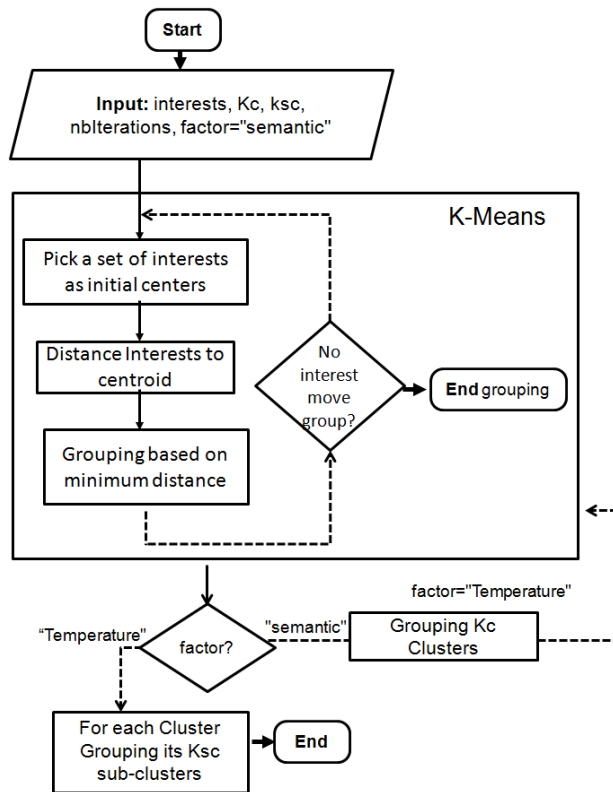 Start
Input: interests, Kc, ksc,
nbIterations, factor="semantic"
K-Means
Pick a set of interests
as initial centers
Distance Interests to
centroid
Grouping based on
minimum distance
No
interest
move
group?
End grouping
factor="Temperature"
“Temperature"
factor?
"semantic"
Grouping Kc
Clusters
For each Cluster
Grouping its Ksc
sub-clusters
End